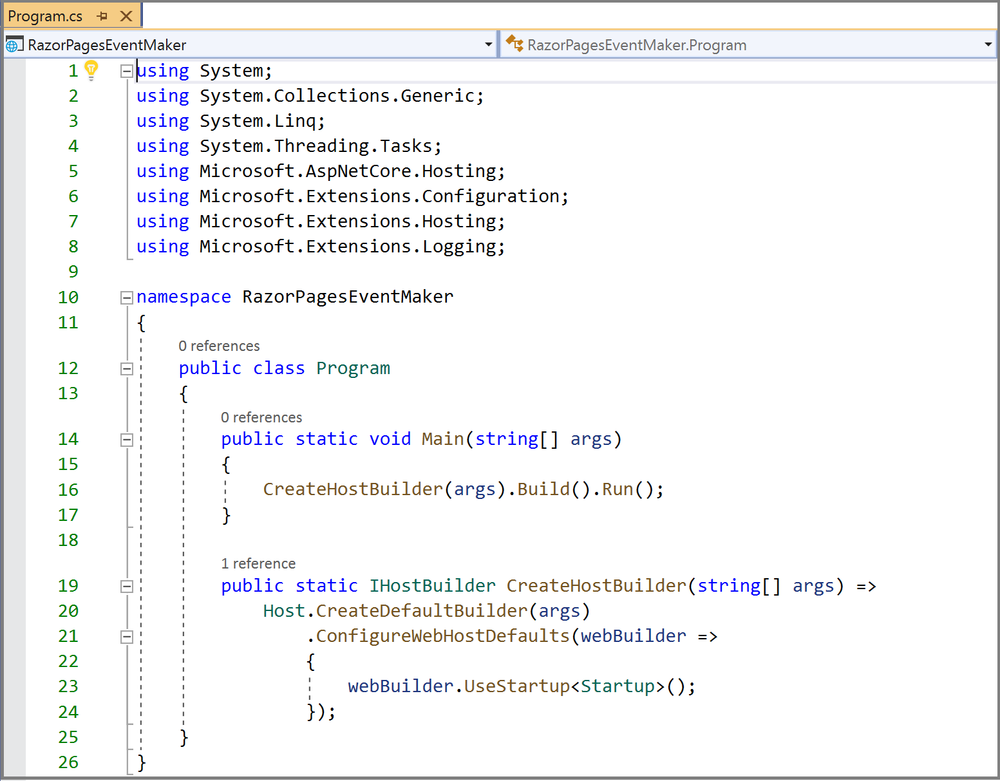 Program.cs
RazorPagesEventMaker RazorPagesEventMaker.Program
1 using System;
2 using System.Collections.Generic;
3 using System.Linq;
4 using System.Threading.Tasks;
5 using Microsoft.AspNetCore.Hosting;
6 using Microsoft.Extensions.Configuration;
7 using Microsoft.Extensions.Hosting;
8 using Microsoft.Extensions.Logging;
9
10 namespace RazorPagesEventMaker
11 {
0 references
12 public class Program
13 {
0 references
14 public static void Main(string[] args)
15 {
16 CreateHostBuilder(args).Build().Run();
17 }
18
1 reference
19 public static IHostBuilder CreateHostBuilder(string[] args) =>
20 Host.CreateDefaultBuilder(args)
21 .ConfigureWebHostDefaults(webBuilder =>
22 {
23 webBuilder.UseStartup<Startup>();
24 });
25 }
26 }